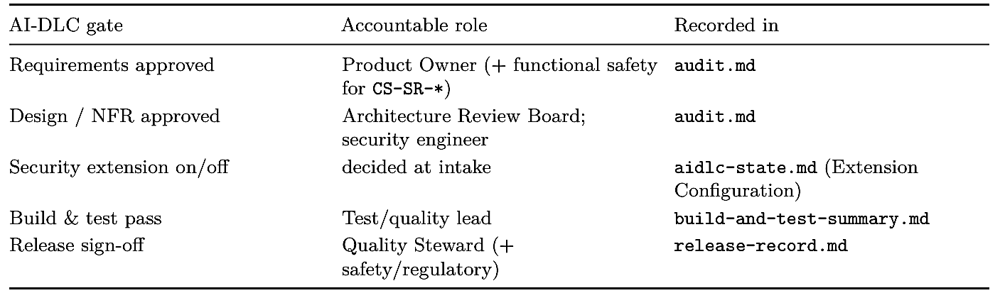 AI-DLC gate Accountable role Recorded in
Requirements approved Product Owner (+ functional safety audit.md
for CS-SR-*)
Design / NFR approved Architecture Review Board; audit.md
security engineer
Security extension on/off decided at intake aidlc-state.md (Extension
Configuration)
Build & test pass Test/quality lead build-and-test-summary.md
Release sign-off Quality Steward (+ release-record.md
safety/regulatory)